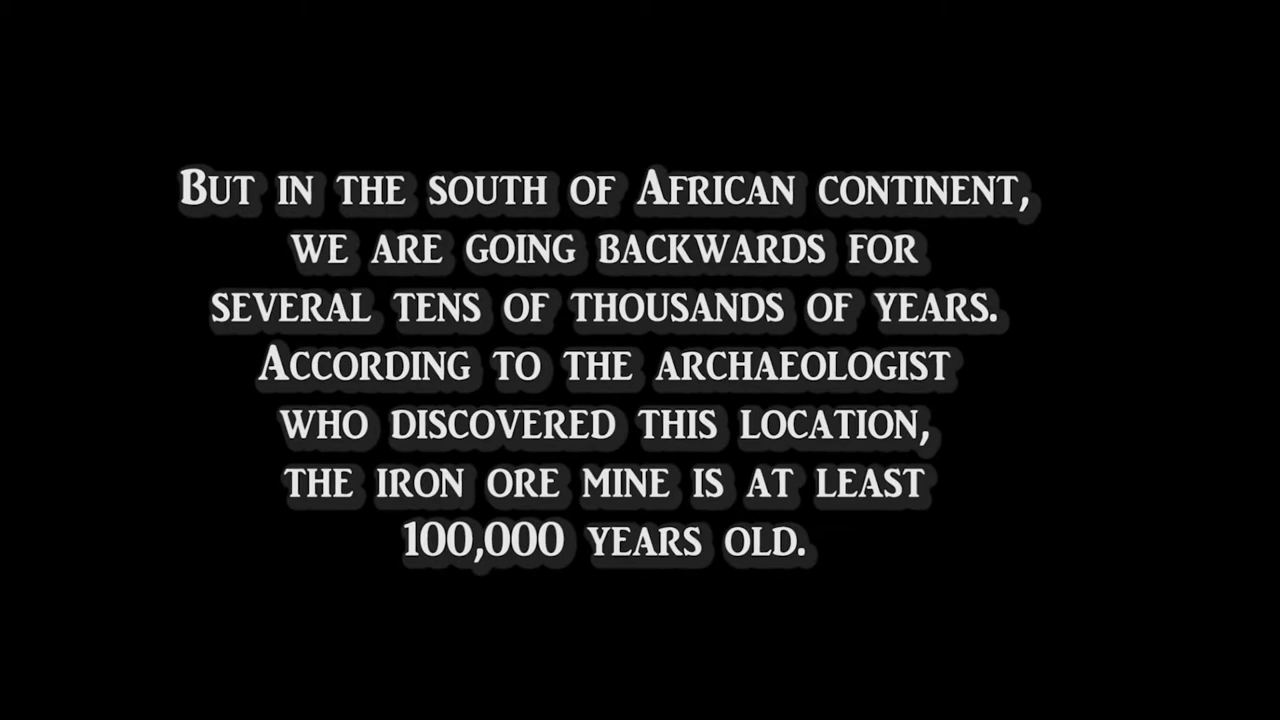 But in the south of African continent,
we are going backwards for
several tens of thousands of years.
According to the archaeologist
who discovered this location,
the iron ore mine is at least
100,000 years old.